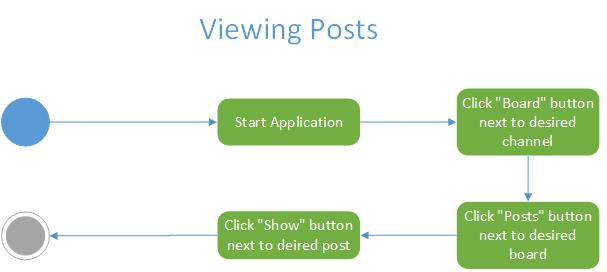 Viewing Posts
Start Application
Click "Board" button
next to desired
channel
Click "Posts" button
next to desired
board
Click "Show" button
next to deired post